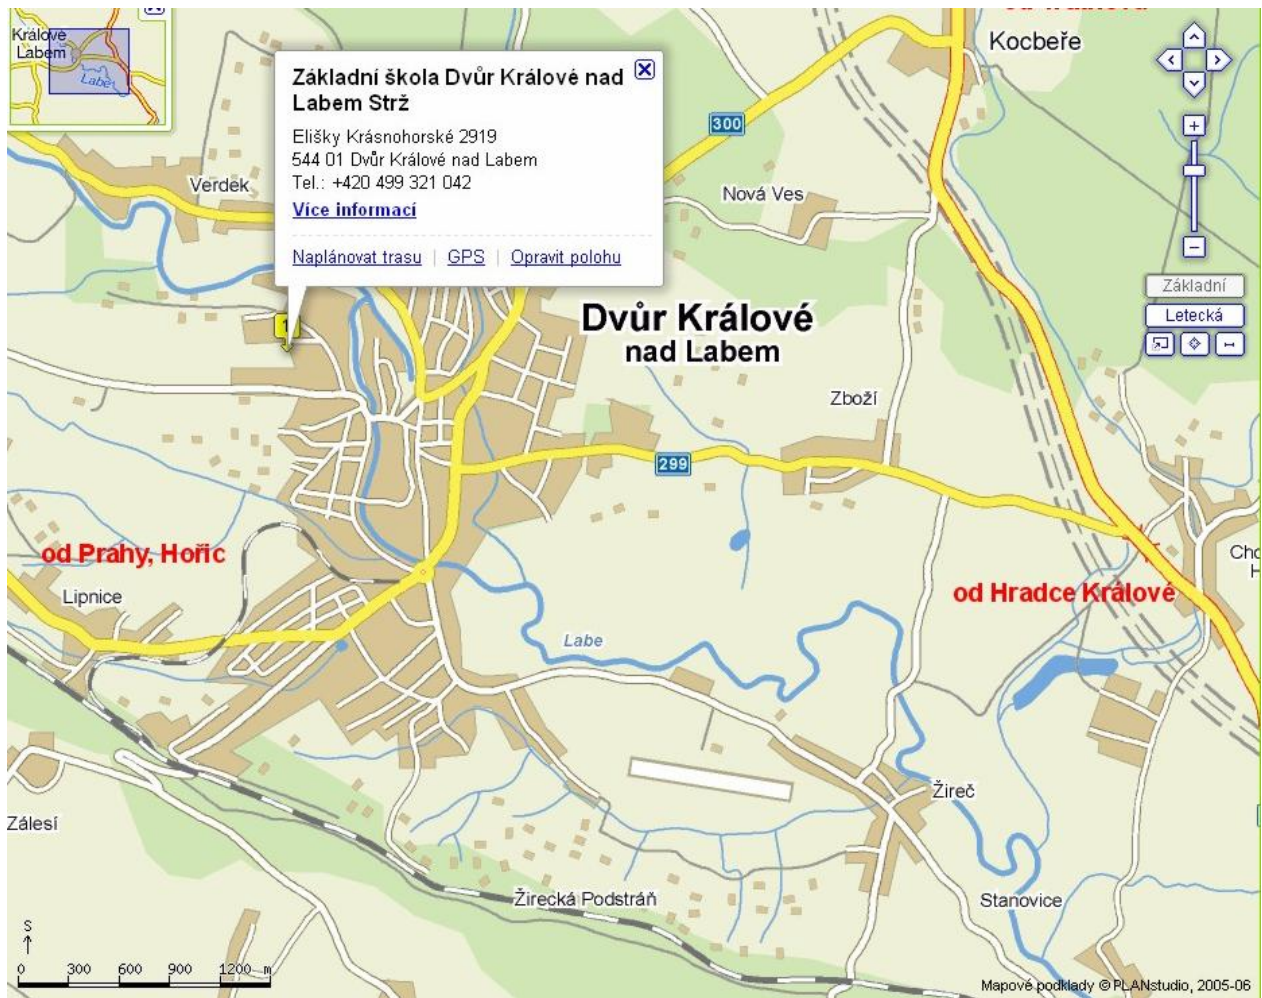 Králové
Labem
Labe
Kocbeře
Základní škola Dvůr Králové nad
Labem Strž
Elišky Krásnohorské 2919
544 01 Dvůr Králové nad Labem
Tel.: +420 499 321 042
Více informací
Naplánovat trasu | GPS | Opravit polohu
300
Verdek
Nová Ves
+
−
Základní
Letecká
1
Dvůr Králové
nad Labem
Zboží
299
od Prahy, Hořic
Lipnice
od Hradce Králové
Labe
Žireč
Zálesí
Žirecká Podstráň
Stanovice
S
0 300 600 900 1200 m
Mapové podklady © PLANstudio, 2005-06